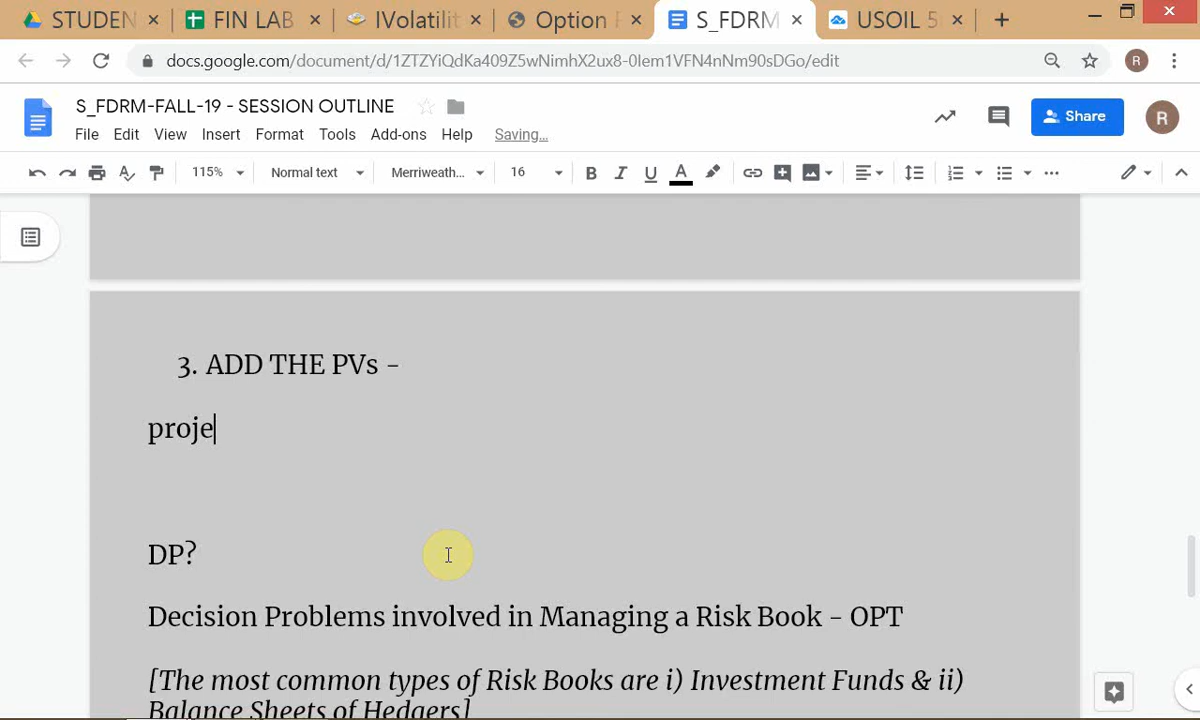 STUDEN
FIN LAB
IVolatilit
Option
S_FDRM
USOIL 5
docs.google.com/document/d/1ZTZYiQdKa409Z5wNimhX2ux8-0Iem1VFN4nNm90sDGo/edit
R
S_FDRM-FALL-19 - SESSION OUTLINE
File Edit View Insert Format Tools Add-ons Help Saving...
Share
R
115% Normal text Merriweath... 16 B I U A
3. ADD THE PVs -
proje
DP?
Decision Problems involved in Managing a Risk Book - OPT
[The most common types of Risk Books are i) Investment Funds & ii)
Balance Sheets of Hedgers]